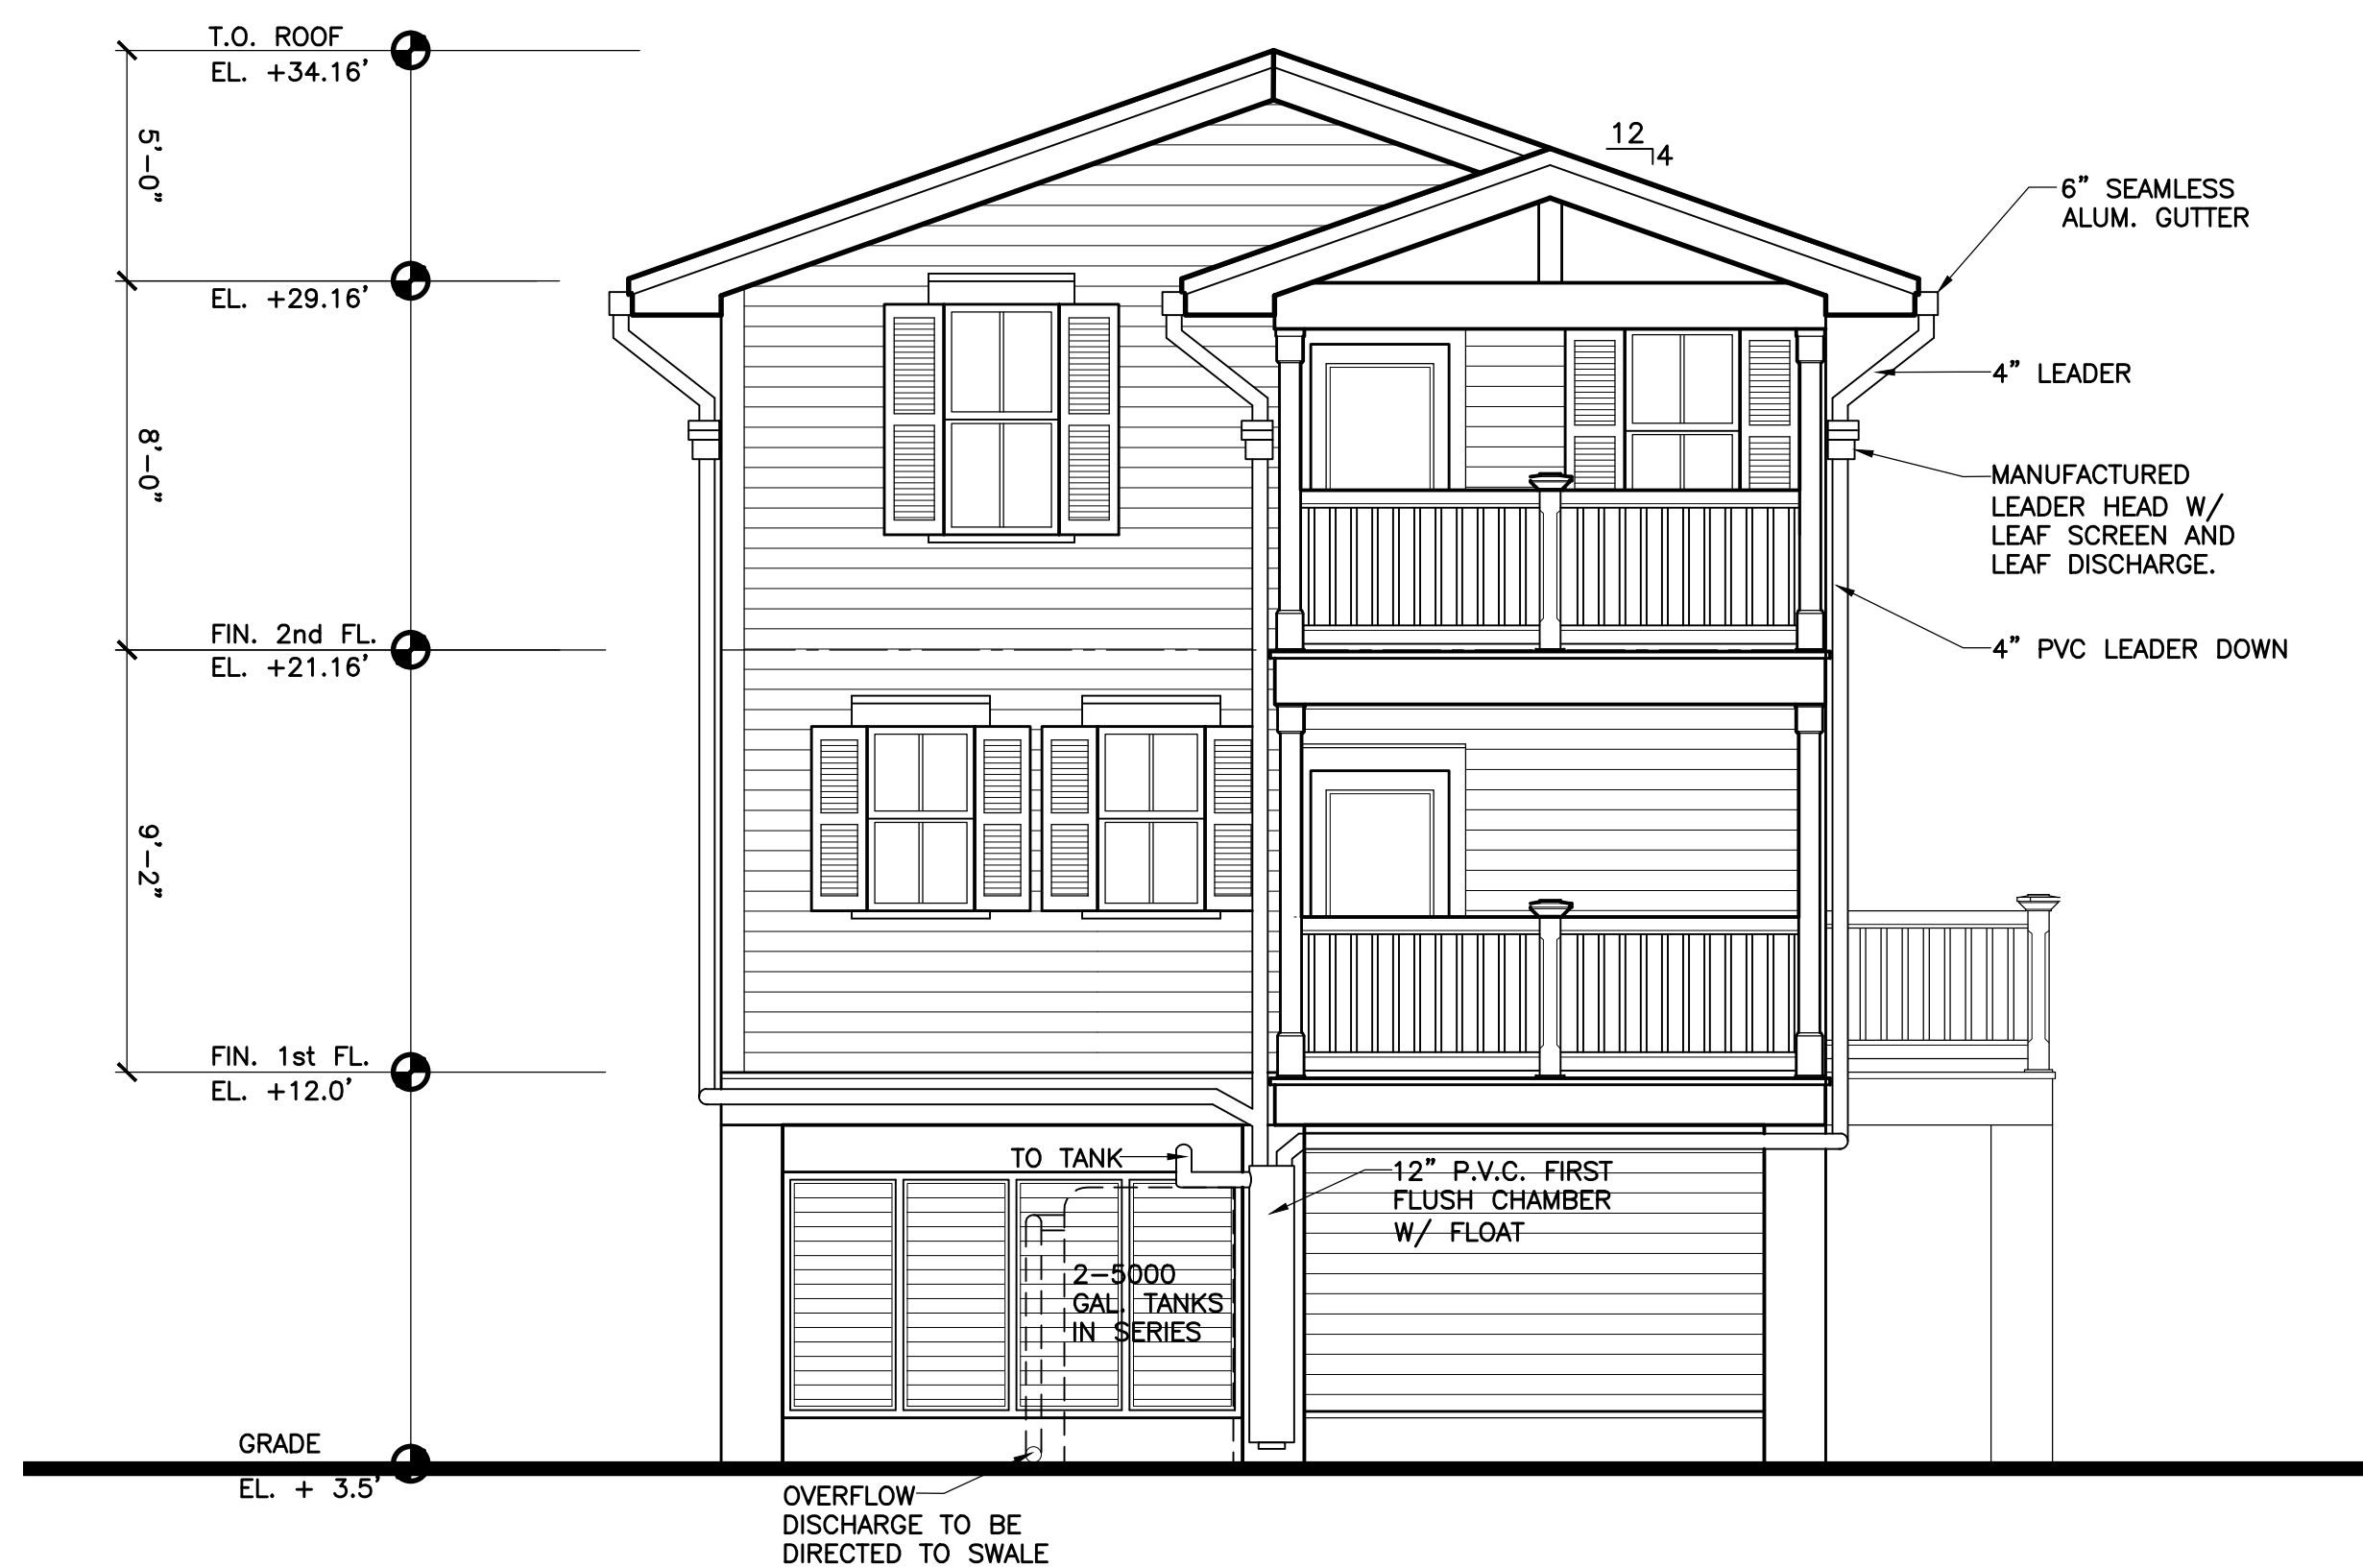 T.O. ROOF
EL. +34.16'
5'-0"
EL. +29.16'
8'-0"
FIN. 2nd FL.
EL. +21.16'
9'-2"
FIN. 1st FL.
EL. +12.0'
GRADE
EL. + 3.5'
12
4
6" SEAMLESS
ALUM. GUTTER
4" LEADER
MANUFACTURED
LEADER HEAD W/
LEAF SCREEN AND
LEAF DISCHARGE.
4" PVC LEADER DOWN
TO TANK
12" P.V.C. FIRST
FLUSH CHAMBER
W/ FLOAT
2-5000
GAL. TANKS
IN SERIES
OVERFLOW
DISCHARGE TO BE
DIRECTED TO SWALE